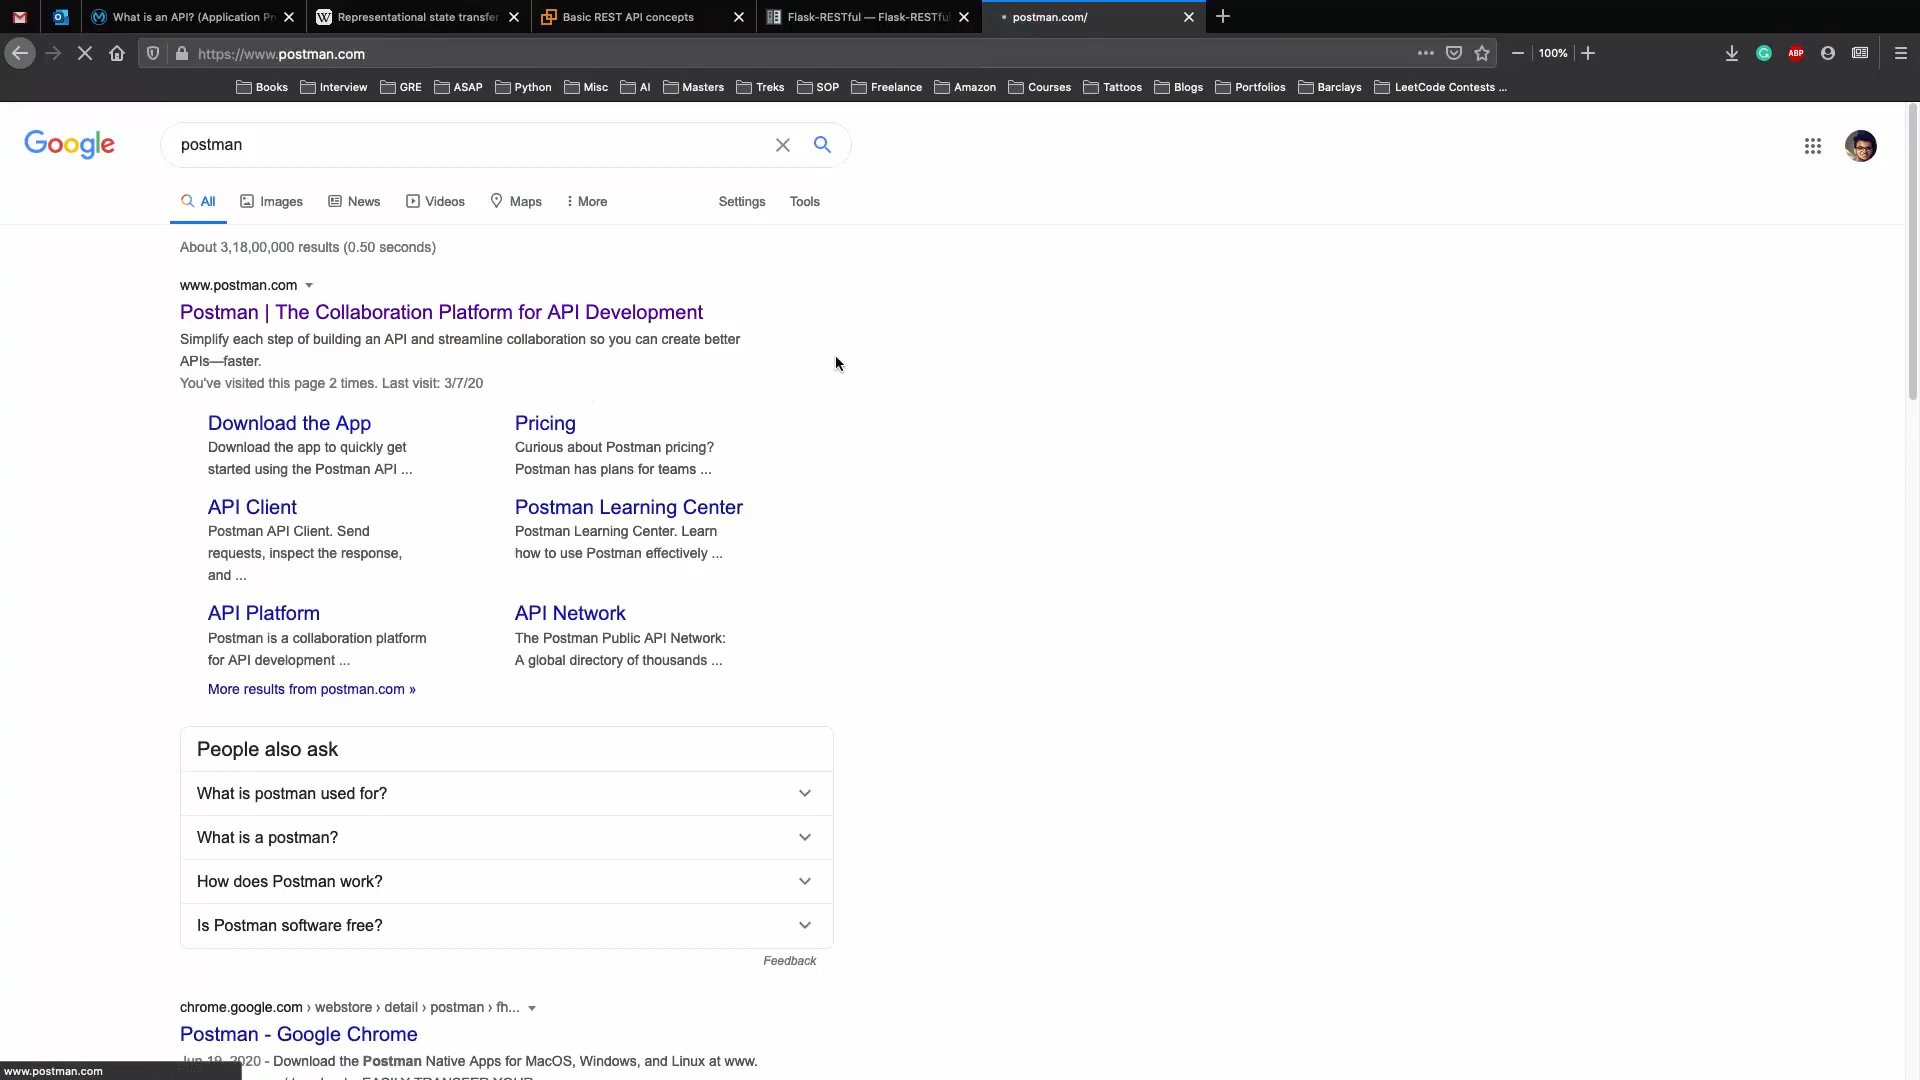 What is an API? (Application Pr
Representational state transfer
Basic REST API concepts
Flask-RESTful — Flask-RESTfu
postman.com/
https://www.postman.com
100%
ABP
Books
Interview
GRE
ASAP
Python
Misc
AI
Masters
Treks
SOP
Freelance
Amazon
Courses
Tattoos
Blogs
Portfolios
Barclays
LeetCode Contests ...
Google
postman
All
Images
News
Videos
Maps
More
Settings
Tools
About 3,18,00,000 results (0.50 seconds)
www.postman.com
Postman | The Collaboration Platform for API Development
Simplify each step of building an API and streamline collaboration so you can create better
APIs—faster.
You've visited this page 2 times. Last visit: 3/7/20
Download the App
Download the app to quickly get
started using the Postman API ...
Pricing
Curious about Postman pricing?
Postman has plans for teams ...
API Client
Postman API Client. Send
requests, inspect the response,
and ...
Postman Learning Center
Postman Learning Center. Learn
how to use Postman effectively ...
API Platform
Postman is a collaboration platform
for API development ...
API Network
The Postman Public API Network:
A global directory of thousands ...
More results from postman.com »
People also ask
What is postman used for?
What is a postman?
How does Postman work?
Is Postman software free?
Feedback
chrome.google.com › webstore › detail › postman › fh...
Postman - Google Chrome
Jun 19, 2020 - Download the Postman Native Apps for MacOS, Windows, and Linux at www.
www.postman.com